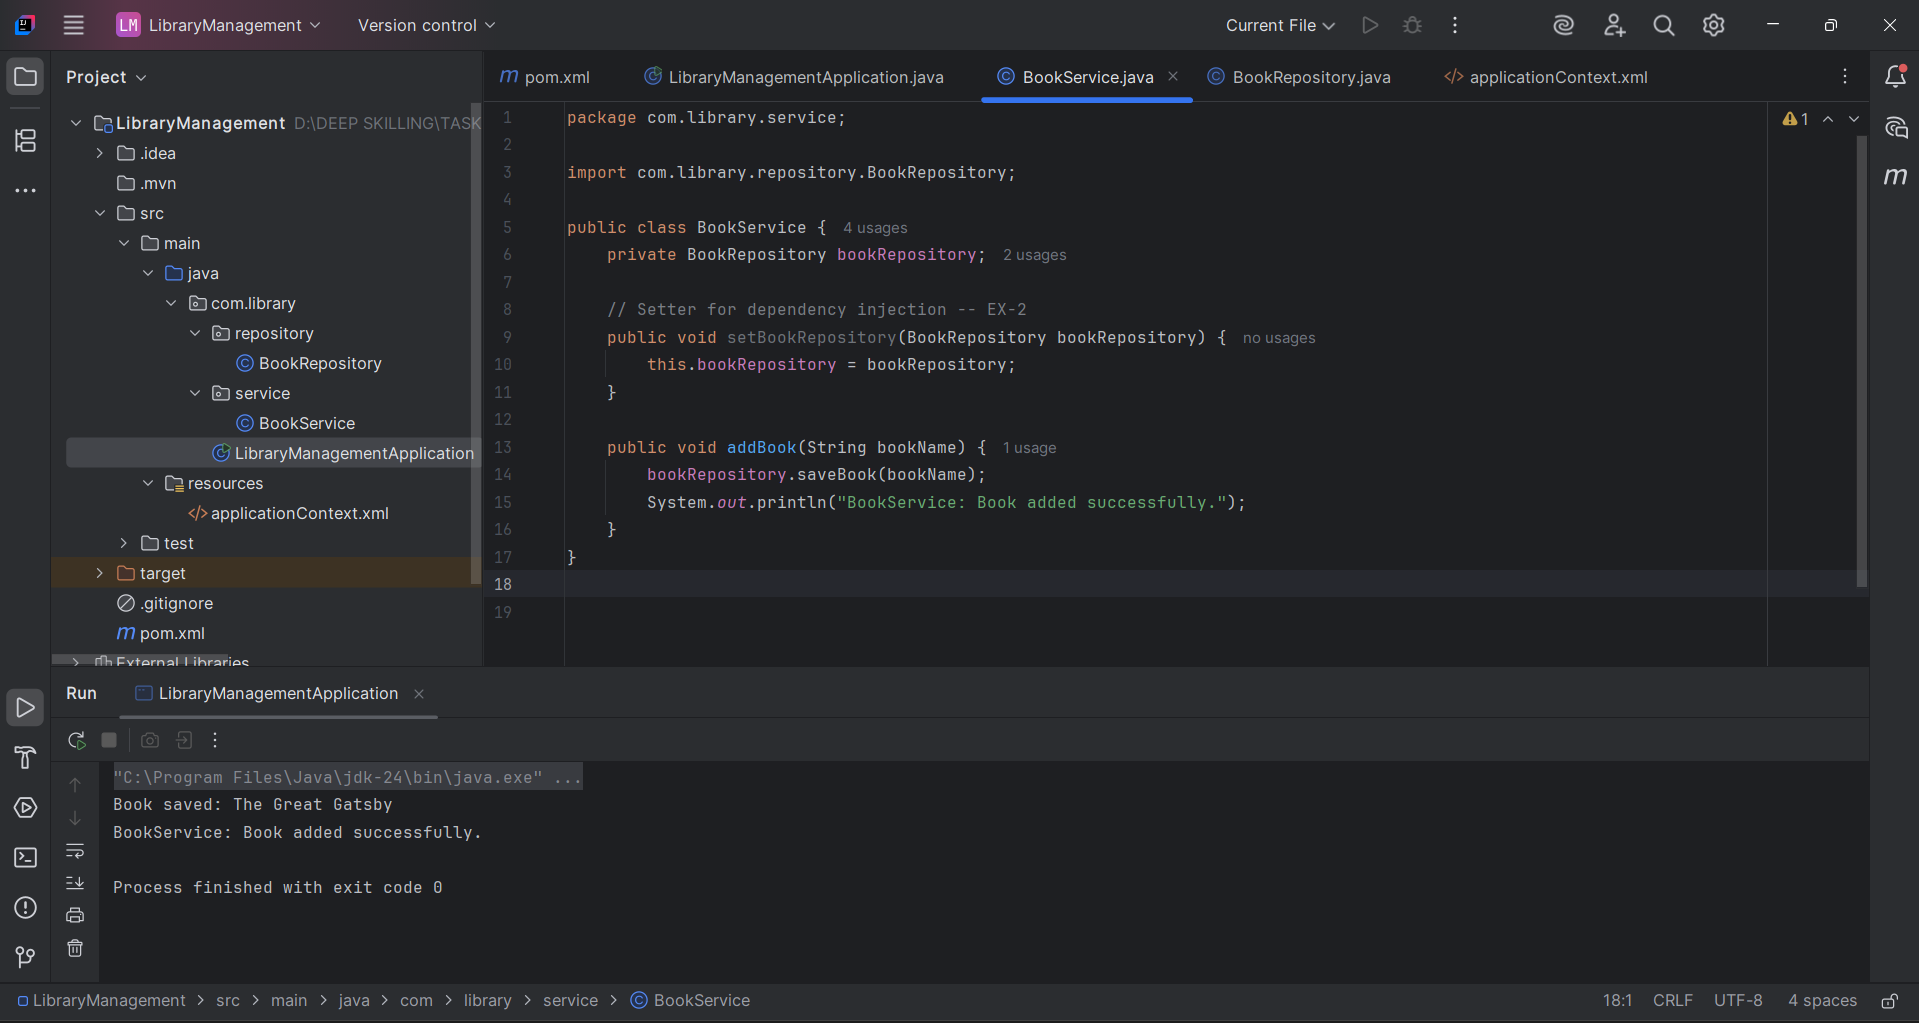 LM LibraryManagement Version control Current File
Project
pom.xml LibraryManagementApplication.java BookService.java BookRepository.java applicationContext.xml
LibraryManagement D:\DEEP SKILLING\TASK
.idea
.mvn
src
main
java
com.library
repository
BookRepository
service
BookService
LibraryManagementApplication
resources
applicationContext.xml
test
target
.gitignore
m pom.xml
External Libraries
1 package com.library.service;
2
3 import com.library.repository.BookRepository;
4
5 public class BookService { 4 usages
6 private BookRepository bookRepository; 2 usages
7
8 // Setter for dependency injection -- EX-2
9 public void setBookRepository(BookRepository bookRepository) { no usages
10 this.bookRepository = bookRepository;
11 }
12
13 public void addBook(String bookName) { 1 usage
14 bookRepository.saveBook(bookName);
15 System.out.println("BookService: Book added successfully.");
16 }
17 }
18
19
1
m
Run LibraryManagementApplication
"C:\Program Files\Java\jdk-24\bin\java.exe" ...
Book saved: The Great Gatsby
BookService: Book added successfully.
Process finished with exit code 0
LibraryManagement > src > main > java > com > library > service > BookService 18:1 CRLF UTF-8 4 spaces